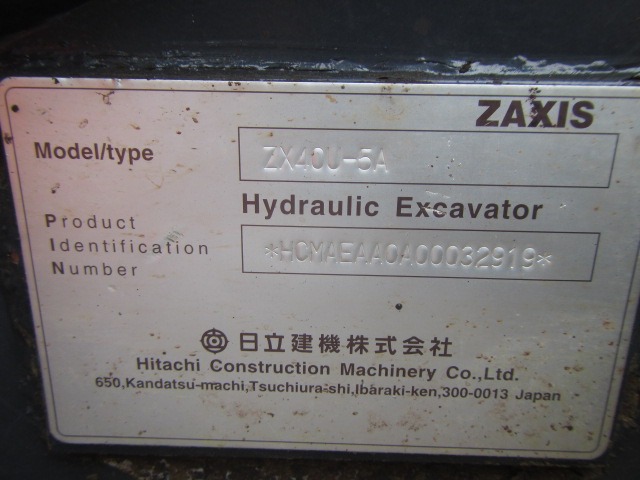 ZAXIS
Model/type ZX40U-5A
Hydraulic Excavator
Product
Identification *HCMAEAA0A00032919*
Number
日立建機株式会社
Hitachi Construction Machinery Co.,Ltd.
650,Kandatsu-machi,Tsuchiura-shi,Ibaraki-ken,300-0013 Japan